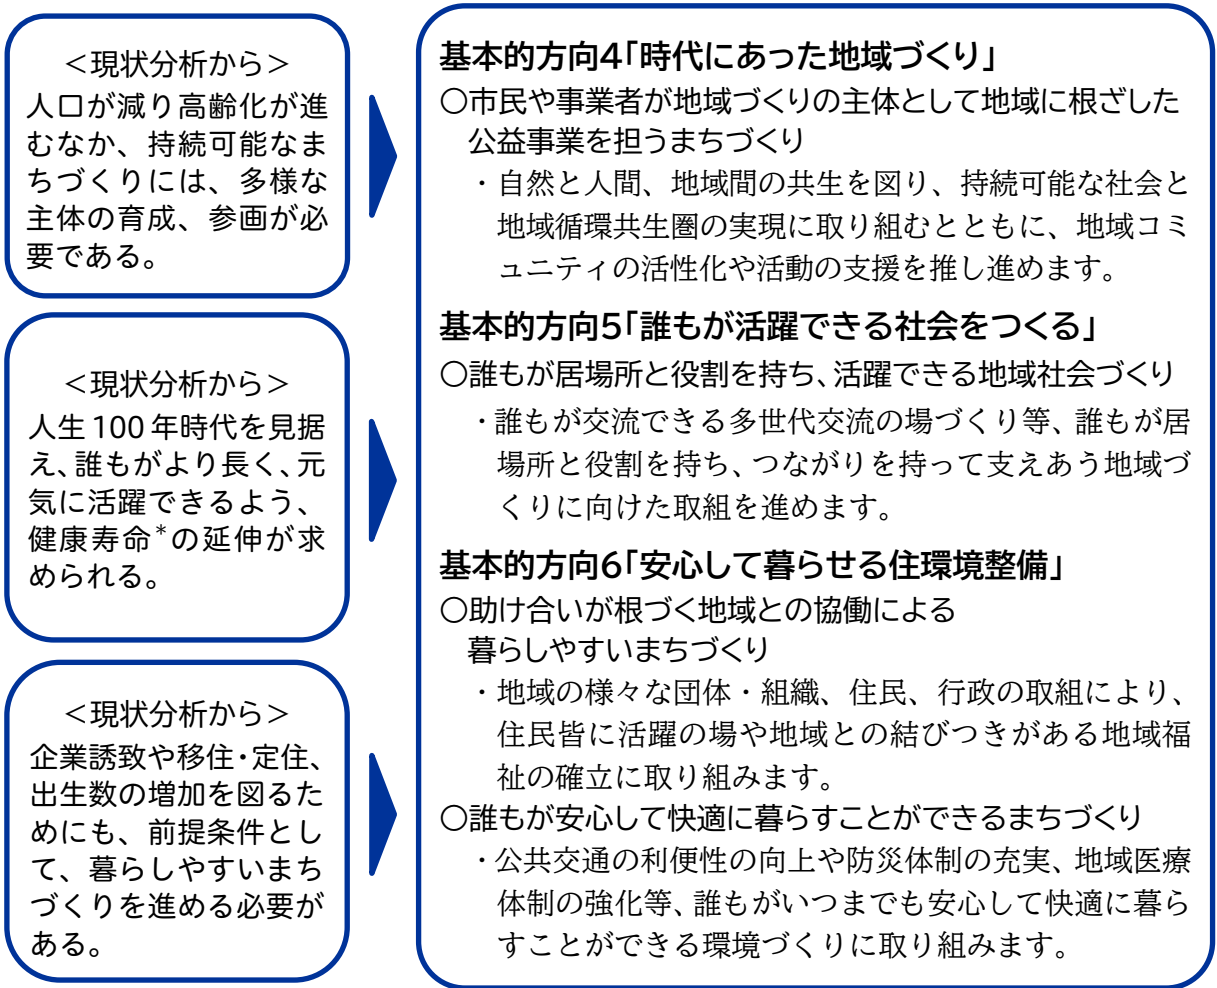 ＜現状分析から＞
人口が減り高齢化が進
むなか、持続可能なま
ちづくりには、多様な
主体の育成、参画が必
要である。
＜現状分析から＞
人生100年時代を見据
え、誰もがより長く、元
気に活躍できるよう、
健康寿命*の延伸が求
められる。
＜現状分析から＞
企業誘致や移住・定住、
出生数の増加を図るた
めにも、前提条件とし
て、暮らしやすいまち
づくりを進める必要が
ある。
基本的方向4「時代にあった地域づくり」
○市民や事業者が地域づくりの主体として地域に根ざした
公益事業を担うまちづくり
・自然と人間、地域間の共生を図り、持続可能な社会と
地域循環共生圏の実現に取り組むとともに、地域コミ
ュニティの活性化や活動の支援を推し進めます。
基本的方向5「誰もが活躍できる社会をつくる」
○誰もが居場所と役割を持ち、活躍できる地域社会づくり
・誰もが交流できる多世代交流の場づくり等、誰もが居
場所と役割を持ち、つながりを持って支えあう地域づ
くりに向けた取組を進めます。
基本的方向6「安心して暮らせる住環境整備」
○助け合いが根づく地域との協働による
暮らしやすいまちづくり
・地域の様々な団体・組織、住民、行政の取組により、
住民皆に活躍の場や地域との結びつきがある地域福
祉の確立に取り組みます。
○誰もが安心して快適に暮らすことができるまちづくり
・公共交通の利便性の向上や防災体制の充実、地域医療
体制の強化等、誰もがいつまでも安心して快適に暮ら
すことができる環境づくりに取り組みます。